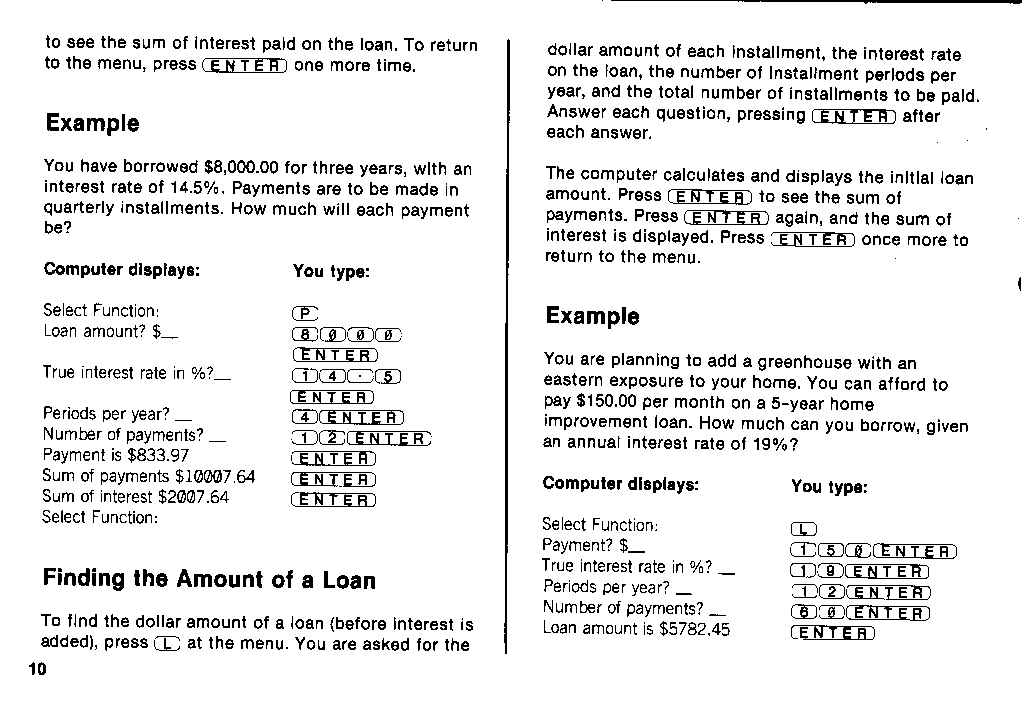 to see the sum of interest paid on the loan. To return
to the menu, press ENTER one more time.
Example
You have borrowed $8,000.00 for three years, with an
interest rate of 14.5%. Payments are to be made in
quarterly installments. How much will each payment
be?
Computer displays: You type:
Select Function: P
Loan amount? $_ 8000
ENTER
True interest rate in %?_ 14.5
ENTER
Periods per year? _ 4 ENTER
Number of payments? _ 12 ENTER
Payment is $833.97 ENTER
Sum of payments $10007.64 ENTER
Sum of interest $2007.64 ENTER
Select Function:
Finding the Amount of a Loan
To find the dollar amount of a loan (before interest is
added), press L at the menu. You are asked for the
10
dollar amount of each installment, the interest rate
on the loan, the number of installment periods per
year, and the total number of installments to be paid.
Answer each question, pressing ENTER after
each answer.
The computer calculates and displays the initial loan
amount. Press ENTER to see the sum of
payments. Press ENTER again, and the sum of
interest is displayed. Press ENTER once more to
return to the menu.
Example
You are planning to add a greenhouse with an
eastern exposure to your home. You can afford to
pay $150.00 per month on a 5-year home
improvement loan. How much can you borrow, given
an annual interest rate of 19%?
Computer displays: You type:
Select Function: L
Payment? $_ 150 ENTER
True interest rate in %? _ 19 ENTER
Periods per year? _ 12 ENTER
Number of payments? _ 60 ENTER
Loan amount is $5782.45 ENTER